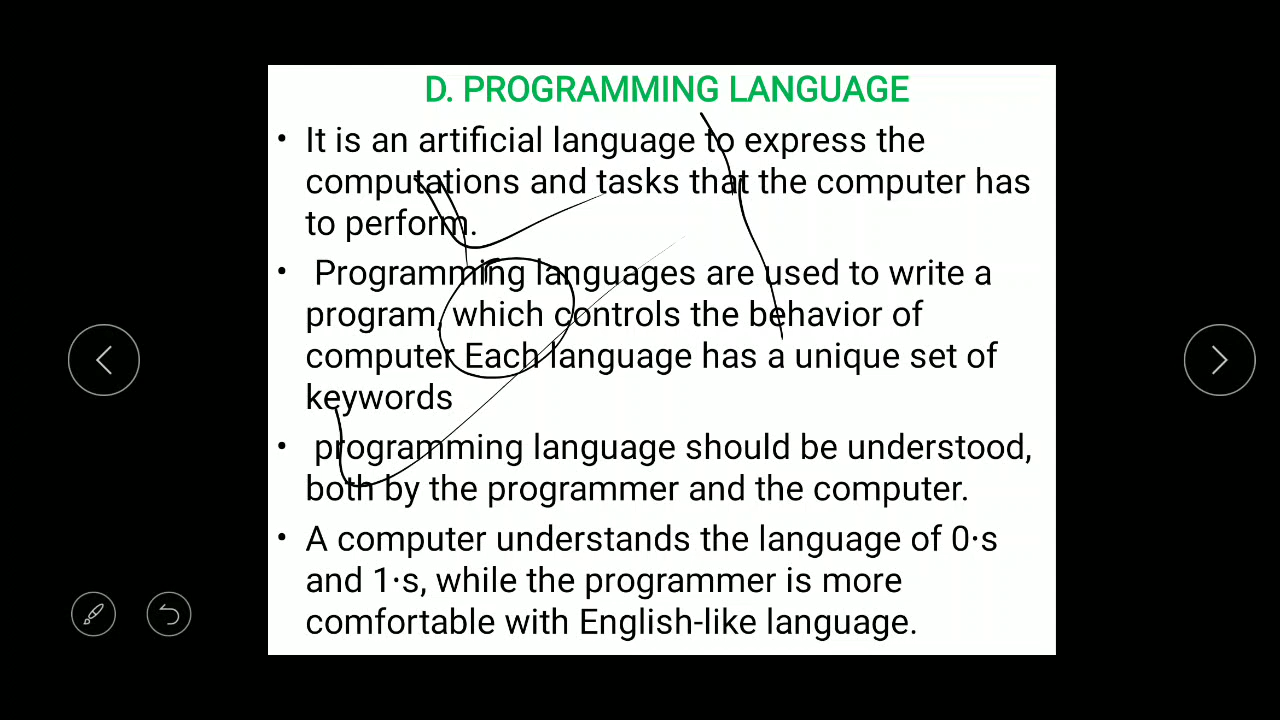 D. PROGRAMMING LANGUAGE
• It is an artificial language to express the
computations and tasks that the computer has
to perform.
• Programming languages are used to write a
program, which controls the behavior of
computer Each language has a unique set of
keywords
• programming language should be understood,
both by the programmer and the computer.
• A computer understands the language of 0·s
and 1·s, while the programmer is more
comfortable with English-like language.